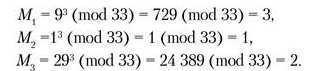 M₁ = 9³ (mod 33) = 729 (mod 33) = 3,
M₂ =1³ (mod 33) = 1 (mod 33) = 1,
M₃ = 29³ (mod 33) = 24 389 (mod 33) = 2.